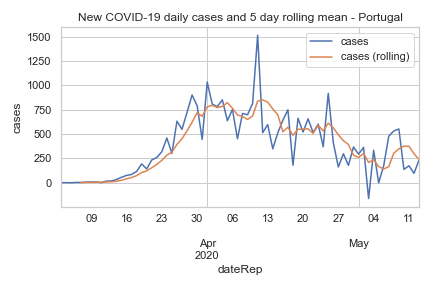 New COVID-19 daily cases and 5 day rolling mean - Portugal
cases
cases (rolling)
1500
1250
1000
750
500
250
0
cases
09 16 23 30 06 13 20 27 04 11
Apr May
2020
dateRep